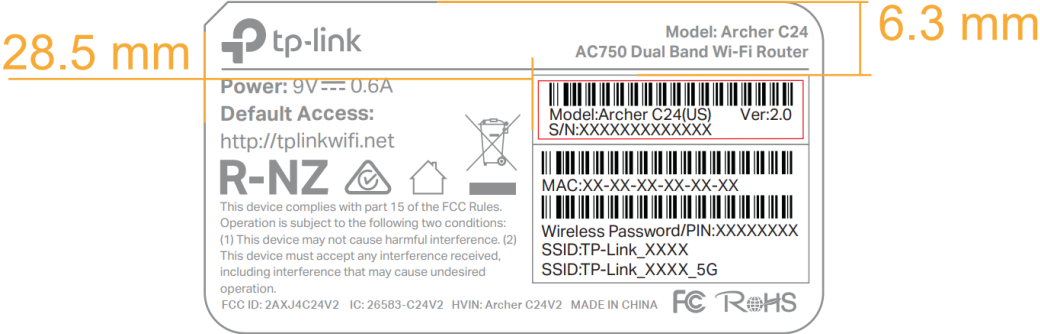 28.5 mm
6.3 mm
tp-link
Model: Archer C24
AC750 Dual Band Wi-Fi Router
Power: 9V⎓0.6A
Default Access:
http://tplinkwifi.net
R-NZ
This device complies with part 15 of the FCC Rules.
Operation is subject to the following two conditions:
(1) This device may not cause harmful interference. (2)
This device must accept any interference received,
including interference that may cause undesired
operation.
Model:Archer C24(US) Ver:2.0
S/N:XXXXXXXXXXXXX
MAC:XX-XX-XX-XX-XX-XX
Wireless Password/PIN:XXXXXXXX
SSID:TP-Link_XXXX
SSID:TP-Link_XXXX_5G
FCC ID: 2AXJ4C24V2 IC: 26583-C24V2 HVIN: Archer C24V2 MADE IN CHINA FC RoHS